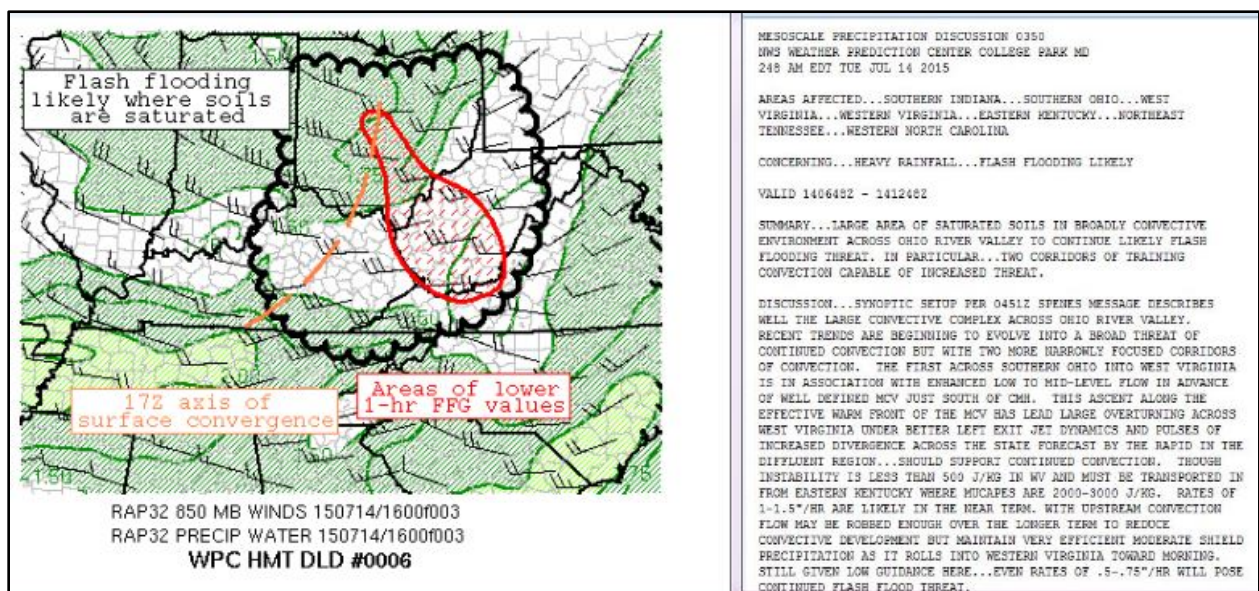 Flash flooding
likely where soils
are saturated
17Z axis of
surface convergence
Areas of lower
1-hr FFG values
RAP32 850 MB WINDS 150714/1600f003
RAP32 PRECIP WATER 150714/1600f003
WPC HMT DLD #0006
MESOSCALE PRECIPITATION DISCUSSION 0350
NWS WEATHER PREDICTION CENTER COLLEGE PARK MD
248 AM EDT TUE JUL 14 2015
AREAS AFFECTED...SOUTHERN INDIANA...SOUTHERN OHIO...WEST
VIRGINIA...WESTERN VIRGINIA...EASTERN KENTUCKY...NORTHEAST
TENNESSEE...WESTERN NORTH CAROLINA
CONCERNING...HEAVY RAINFALL...FLASH FLOODING LIKELY
VALID 140648Z - 141248Z
SUMMARY...LARGE AREA OF SATURATED SOILS IN BROADLY CONVECTIVE
ENVIRONMENT ACROSS OHIO RIVER VALLEY TO CONTINUE LIKELY FLASH
FLOODING THREAT. IN PARTICULAR...TWO CORRIDORS OF TRAINING
CONVECTION CAPABLE OF INCREASED THREAT.
DISCUSSION...SYNOPTIC SETUP PER 0451Z SPENES MESSAGE DESCRIBES
WELL THE LARGE CONVECTIVE COMPLEX ACROSS OHIO RIVER VALLEY.
RECENT TRENDS ARE BEGINNING TO EVOLVE INTO A BROAD THREAT OF
CONTINUED CONVECTION BUT WITH TWO MORE NARROWLY FOCUSED CORRIDORS
OF CONVECTION. THE FIRST ACROSS SOUTHERN OHIO INTO WEST VIRGINIA
IS IN ASSOCIATION WITH ENHANCED LOW TO MID-LEVEL FLOW IN ADVANCE
OF WELL DEFINED MCV JUST SOUTH OF CMH. THIS ASCENT ALONG THE
EFFECTIVE WARM FRONT OF THE MCV HAS LEAD LARGE OVERTURNING ACROSS
WEST VIRGINIA UNDER BETTER LEFT EXIT JET DYNAMICS AND PULSES OF
INCREASED DIVERGENCE ACROSS THE STATE FORECAST BY THE RAPID IN THE
DIFFLUENT REGION...SHOULD SUPPORT CONTINUED CONVECTION. THOUGH
INSTABILITY IS LESS THAN 500 J/KG IN WV AND MUST BE TRANSPORTED IN
FROM EASTERN KENTUCKY WHERE MUCAPES ARE 2000-3000 J/KG. RATES OF
1-1.5"/HR ARE LIKELY IN THE NEAR TERM. WITH UPSTREAM CONVECTION
FLOW MAY BE ROBBED ENOUGH OVER THE LONGER TERM TO REDUCE
CONVECTIVE DEVELOPMENT BUT MAINTAIN VERY EFFICIENT MODERATE SHIELD
PRECIPITATION AS IT ROLLS INTO WESTERN VIRGINIA TOWARD MORNING.
STILL GIVEN LOW GUIDANCE HERE...EVEN RATES OF .5-.75"/HR WILL POSE
CONTINUED FLASH FLOOD THREAT.